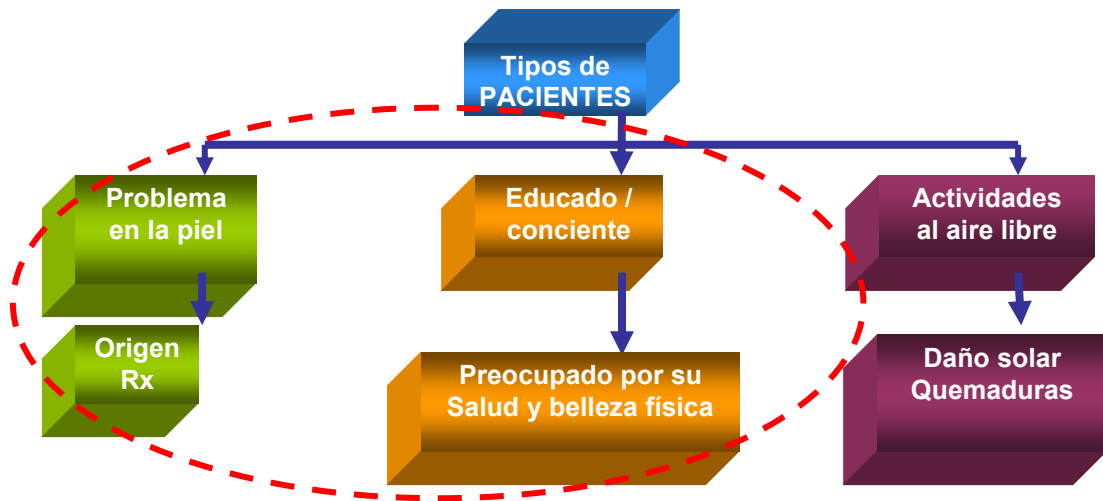 Tipos de
PACIENTES
Problema
en la piel
Educado /
conciente
Actividades
al aire libre
Origen
Rx
Preocupado por su
Salud y belleza física
Daño solar
Quemaduras